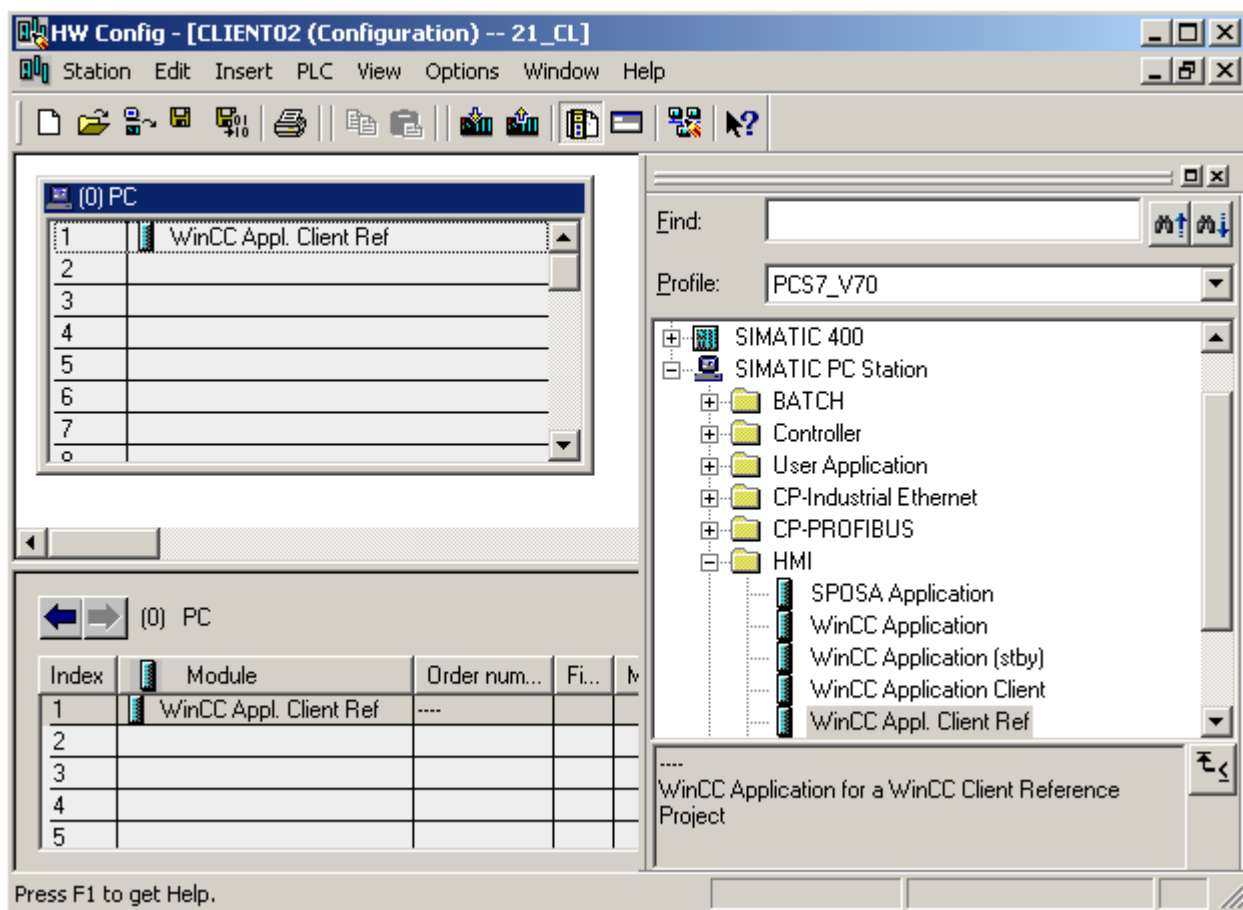 HW Config - [CLIENT02 (Configuration) -- 21_CL]
Station Edit Insert PLC View Options Window Help
(0) PC
1 WinCC Appl. Client Ref
2
3
4
5
6
7
Find:
Profile: PCS7_V70
SIMATIC 400
SIMATIC PC Station
BATCH
Controller
User Application
CP-Industrial Ethernet
CP-PROFIBUS
HMI
SPOSA Application
WinCC Application
WinCC Application (stby)
WinCC Application Client
WinCC Appl. Client Ref
(0) PC
Index Module Order num... Fi... M
1 WinCC Appl. Client Ref ----
2
3
4
5
----
WinCC Application for a WinCC Client Reference
Project
Press F1 to get Help.